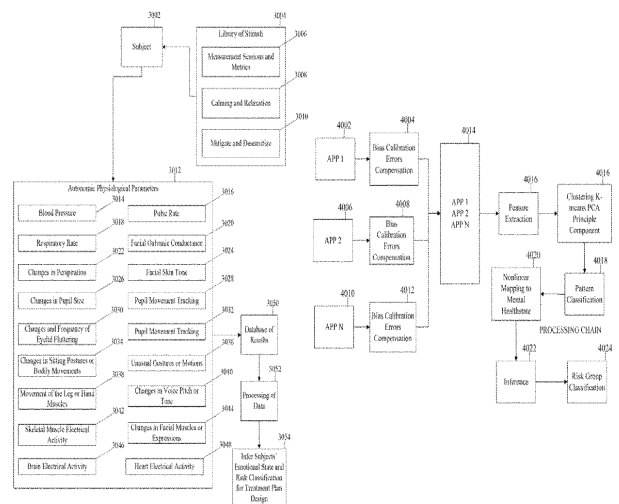 3002
Subject
3004
Library of Stimuli
3006
Measurement Sessions and
Metrics
3008
Calming and Relaxation
3010
Mitigate and Desensitize
3012
Autonomic Physiological Parameters
3014
Blood Pressure
3016
Pulse Rate
3018
Respiratory Rate
3020
Facial Galvanic Conductance
3022
Changes in Perspiration
3024
Facial Skin Tone
3026
Changes in Pupil Size
3028
Pupil Movement Tracking
3030
Changes and Frequency of
Eyelid Fluttering
3032
Pupil Movement Tracking
3034
Changes in Sitting Postures or
Bodily Movements
3036
Unusual Gestures or Motions
3038
Movement of the Leg or Hand
Muscles
3040
Changes in Voice Pitch or
Tone
3042
Skeletal Muscle Electrical
Activity
3044
Changes in Facial Muscles or
Expressions
3046
Brain Electrical Activity
3048
Heart Electrical Activity
3050
Database of
Results
3052
Processing of
Data
3054
Infer Subjects'
Emotional State and
Risk Classification
for Treatment Plan
Design
4002
APP 1
4004
Bias Calibration
Errors
Compensation
4006
APP 2
4008
Bias
Calibration
Errors
Compensation
4010
APP N
4012
Bias Calibration
Errors
Compensation
4014
APP 1
APP 2
APP N
4016
Feature
Extraction
4016
Clustring K-
means PCA
Principle
Component
4018
Pattern
Classification
4020
Nonlinear
Mapping to
Mental
Healthstate
PROCESSING CHAIN
4022
Inference
4024
Risk Group
Classification